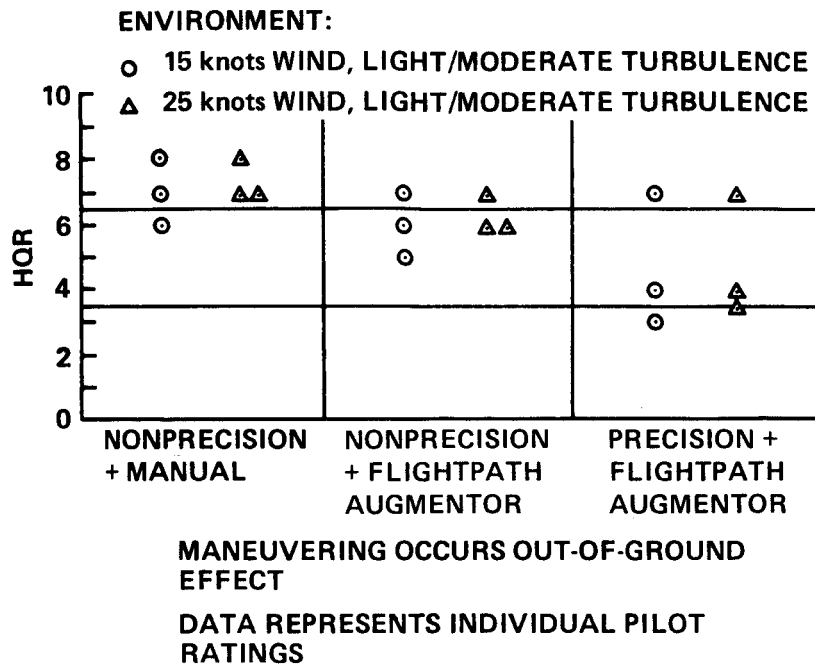 ENVIRONMENT:
15 knots WIND, LIGHT/MODERATE TURBULENCE
25 knots WIND, LIGHT/MODERATE TURBULENCE
10
8
6
4
2
0
HQR
NONPRECISION
+ MANUAL
NONPRECISION
+ FLIGHTPATH
AUGMENTOR
PRECISION +
FLIGHTPATH
AUGMENTOR
MANEUVERING OCCURS OUT-OF-GROUND
EFFECT
DATA REPRESENTS INDIVIDUAL PILOT
RATINGS